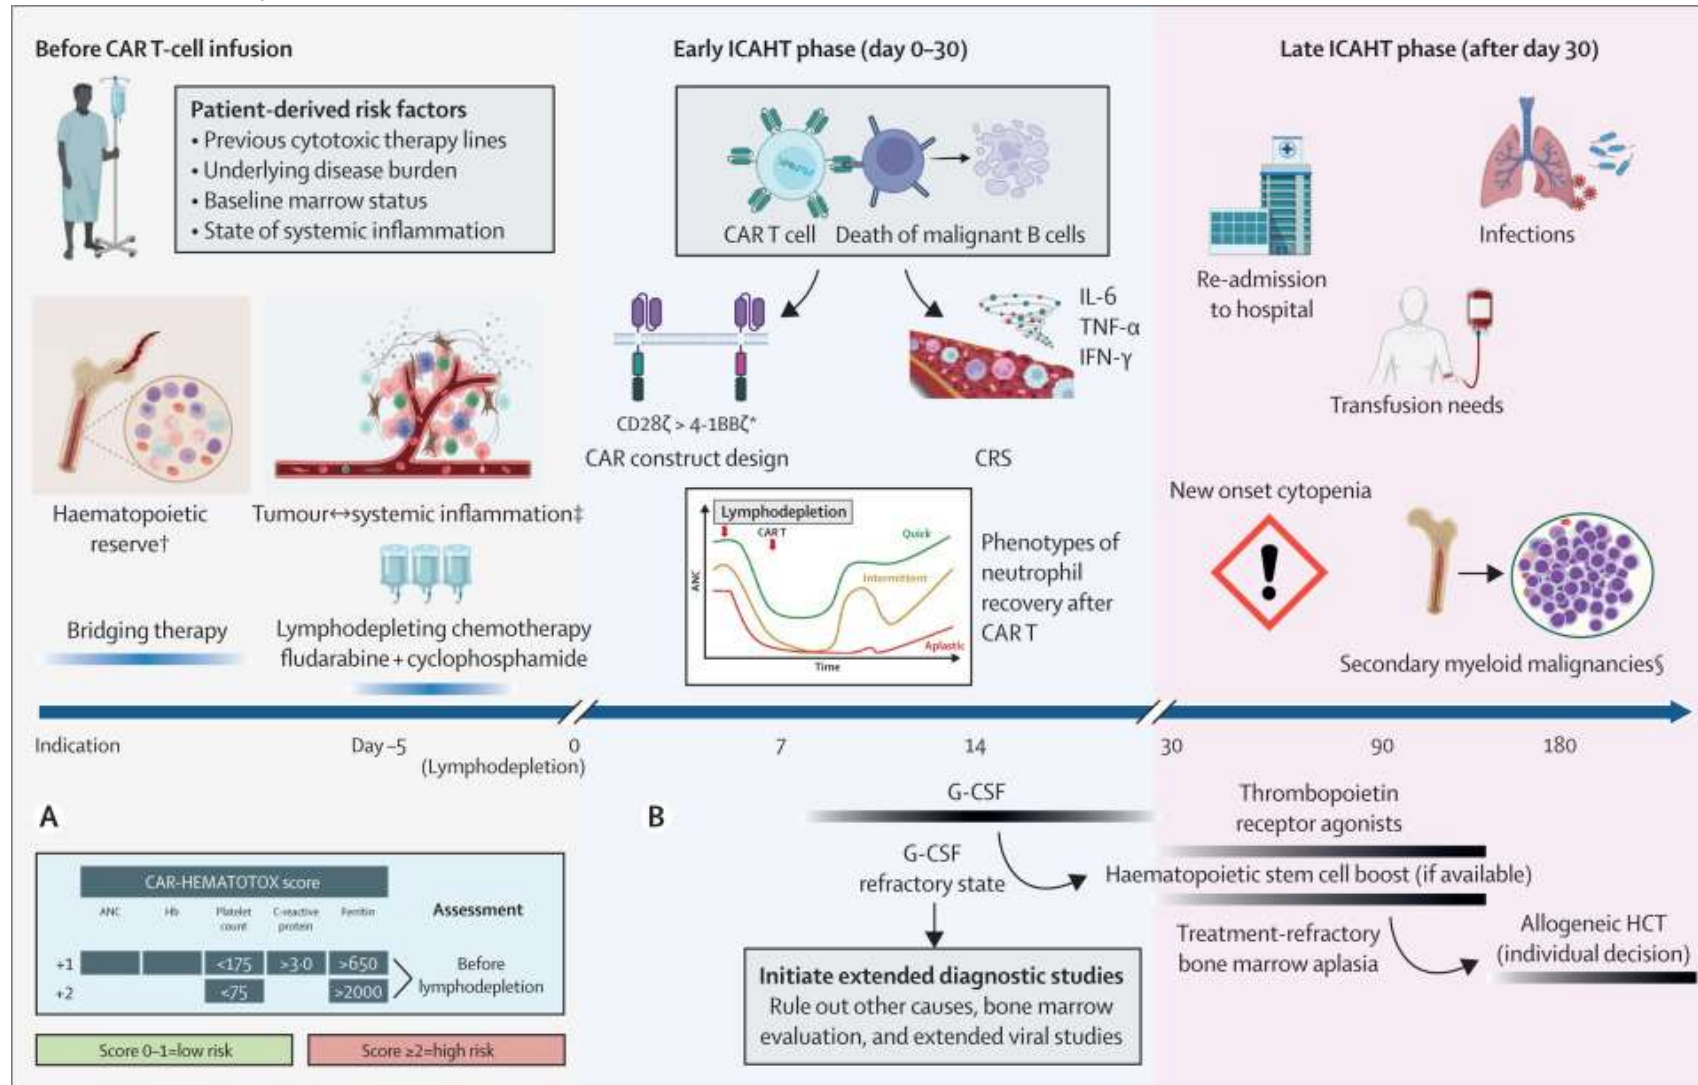 Before CAR T-cell infusion
Patient-derived risk factors
• Previous cytotoxic therapy lines
• Underlying disease burden
• Baseline marrow status
• State of systemic inflammation
Haematopoietic
reserve†
Tumour↔systemic inflammation‡
Bridging therapy
Lymphodepleting chemotherapy
fludarabine + cyclophosphamide
Early ICAHT phase (day 0–30)
CAR T cell
Death of malignant B cells
CD28ζ > 4-1BBζ*
CAR construct design
IL-6
TNF-α
IFN-γ
CRS
Lymphodepletion
CAR T
Quick
Intermittent
Aplastic
ANC
Time
Phenotypes of
neutrophil
recovery after
CAR T
Late ICAHT phase (after day 30)
Re-admission
to hospital
Infections
Transfusion needs
New onset cytopenia
Secondary myeloid malignancies§
Indication
Day –5
0
(Lymphodepletion)
7
14
30
90
180
A
CAR-HEMATOTOX score
ANC
Hb
Platelet
count
C-reactive
protein
Ferritin
Assessment
+1 <175 >3·0 >650
+2 <75 >2000
Before
lymphodepletion
Score 0–1=low risk
Score ≥2=high risk
B
G-CSF
G-CSF
refractory state
Initiate extended diagnostic studies
Rule out other causes, bone marrow
evaluation, and extended viral studies
Thrombopoietin
receptor agonists
Haematopoietic stem cell boost (if available)
Treatment-refractory
bone marrow aplasia
Allogeneic HCT
(individual decision)